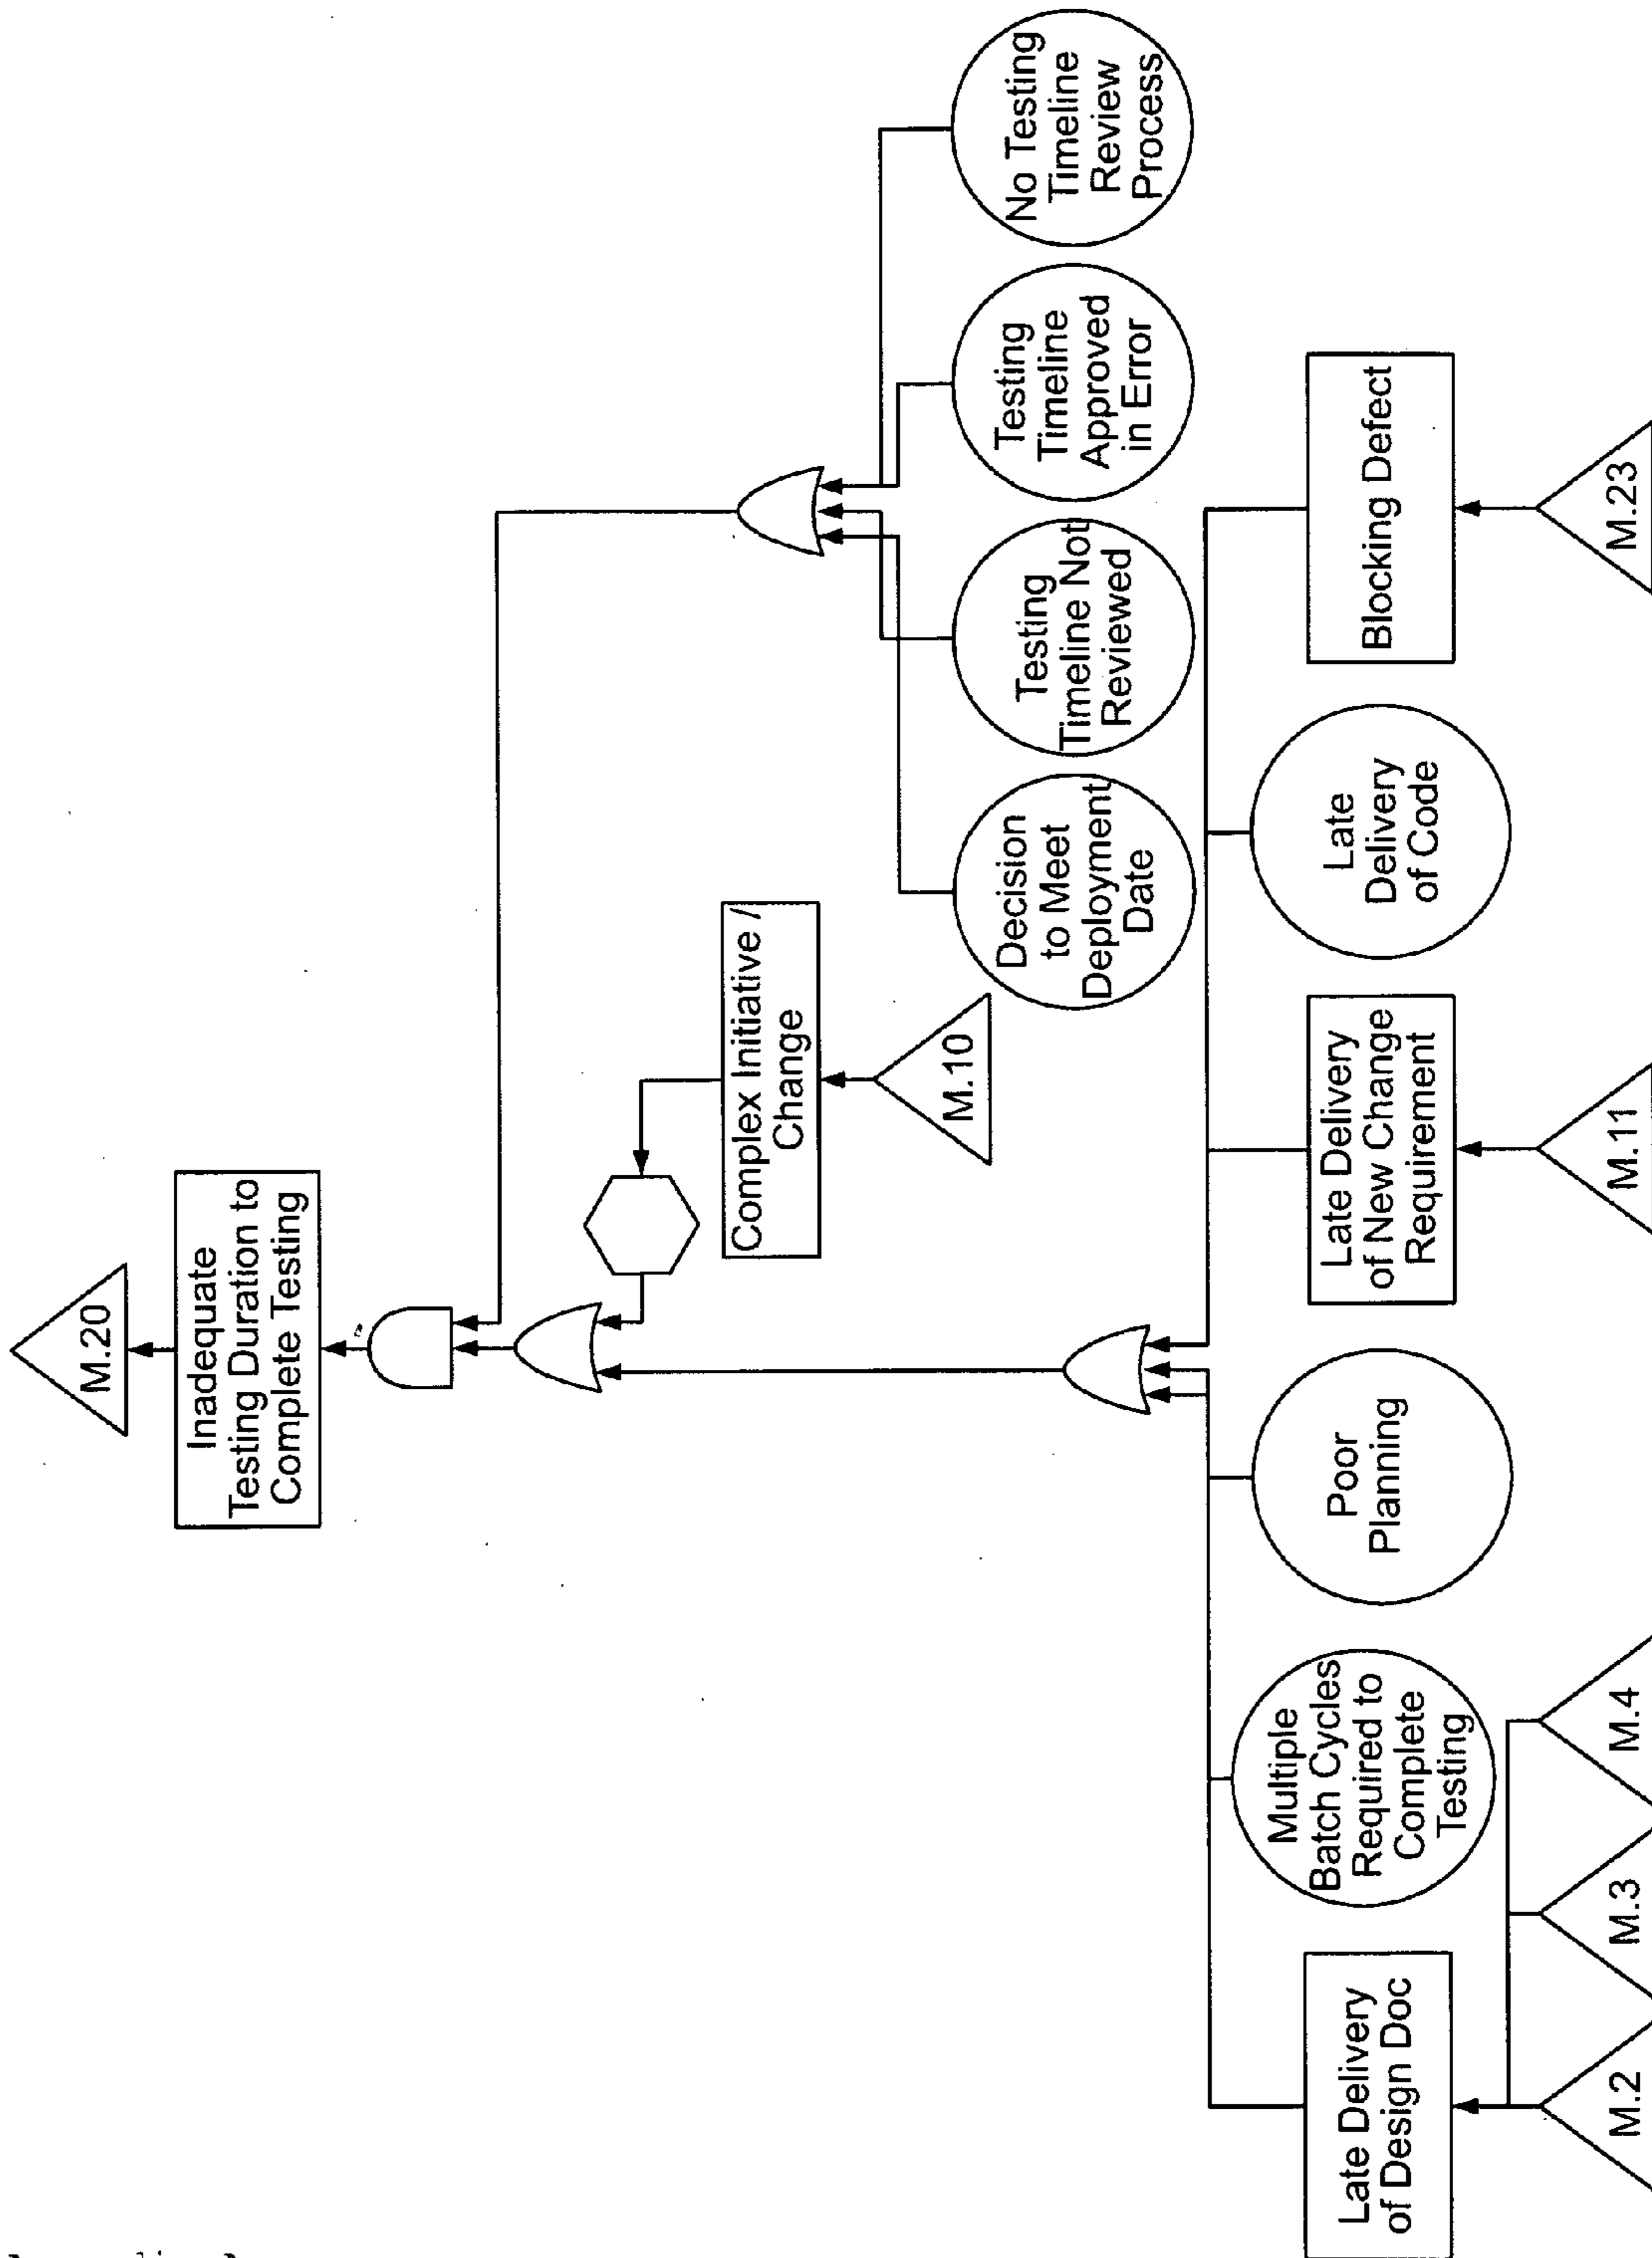 M.20
Inadequate
Testing Duration to
Complete Testing
Complex Initiative /
Change
M.10
Decision
to Meet
Deployment
Date
Testing
Timeline Not
Reviewed
Testing
Timeline
Approved
in Error
No Testing
Timeline
Review
Process
Late Delivery
of Design Doc
Multiple
Batch Cycles
Required to
Complete
Testing
Poor
Planning
Late Delivery
of New Change
Requirement
Late
Delivery
of Code
Blocking Defect
M.2
M.3
M.4
M.11
M.23